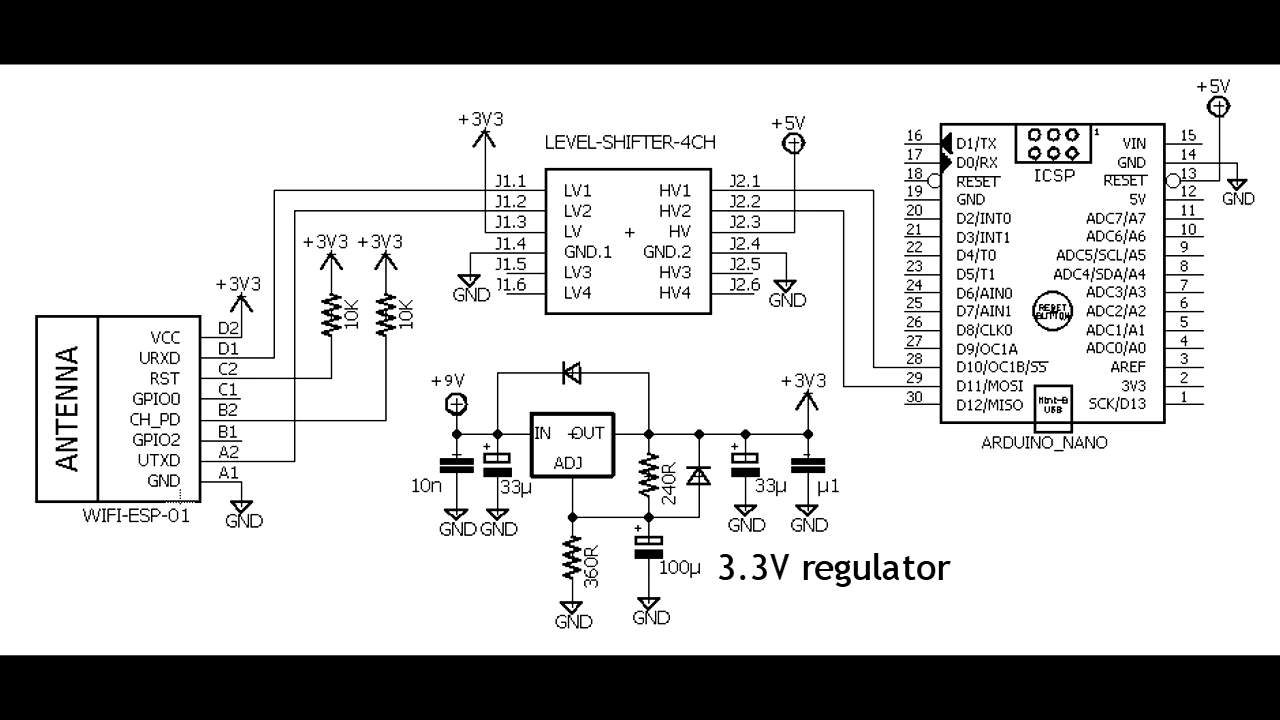 +5V
+3V3
+5V
LEVEL-SHIFTER-4CH
J1.1 LV1 HV1 J2.1
J1.2 LV2 HV2 J2.2
J1.3 LV + HV J2.3
J1.4 GND.1 GND.2 J2.4
J1.5 LV3 HV3 J2.5
J1.6 LV4 HV4 J2.6
GND
GND
16 D1/TX VIN 15
17 D0/RX GND 14
18 RESET RESET 13
19 GND 5V 12
20 D2/INT0 ADC7/A7 11
21 D3/INT1 ADC6/A6 10
22 D4/T0 ADC5/SCL/A5 9
23 D5/T1 ADC4/SDA/A4 8
24 D6/AIN0 ADC3/A3 7
25 D7/AIN1 ADC2/A2 6
26 D8/CLK0 ADC1/A1 5
27 D9/OC1A ADC0/A0 4
28 D10/OC1B/SS AREF 3
29 D11/MOSI 3V3 2
30 D12/MISO SCK/D13 1
1
ICSP
RESET
BUTTON
Mini-B
USB
ARDUINO_NANO
GND
+3V3 +3V3
10K 10K
+3V3
ANTENNA
VCC D2
URXD D1
RST C2
GPIO0 C1
CH_PD B2
GPIO2 B1
UTXD A2
GND A1
WIFI-ESP-01
GND
+9V
+3V3
IN OUT
ADJ
10n
+
33µ
240R
+
33µ
µ1
GND GND
GND GND
360R
+
100µ
GND
GND
3.3V regulator